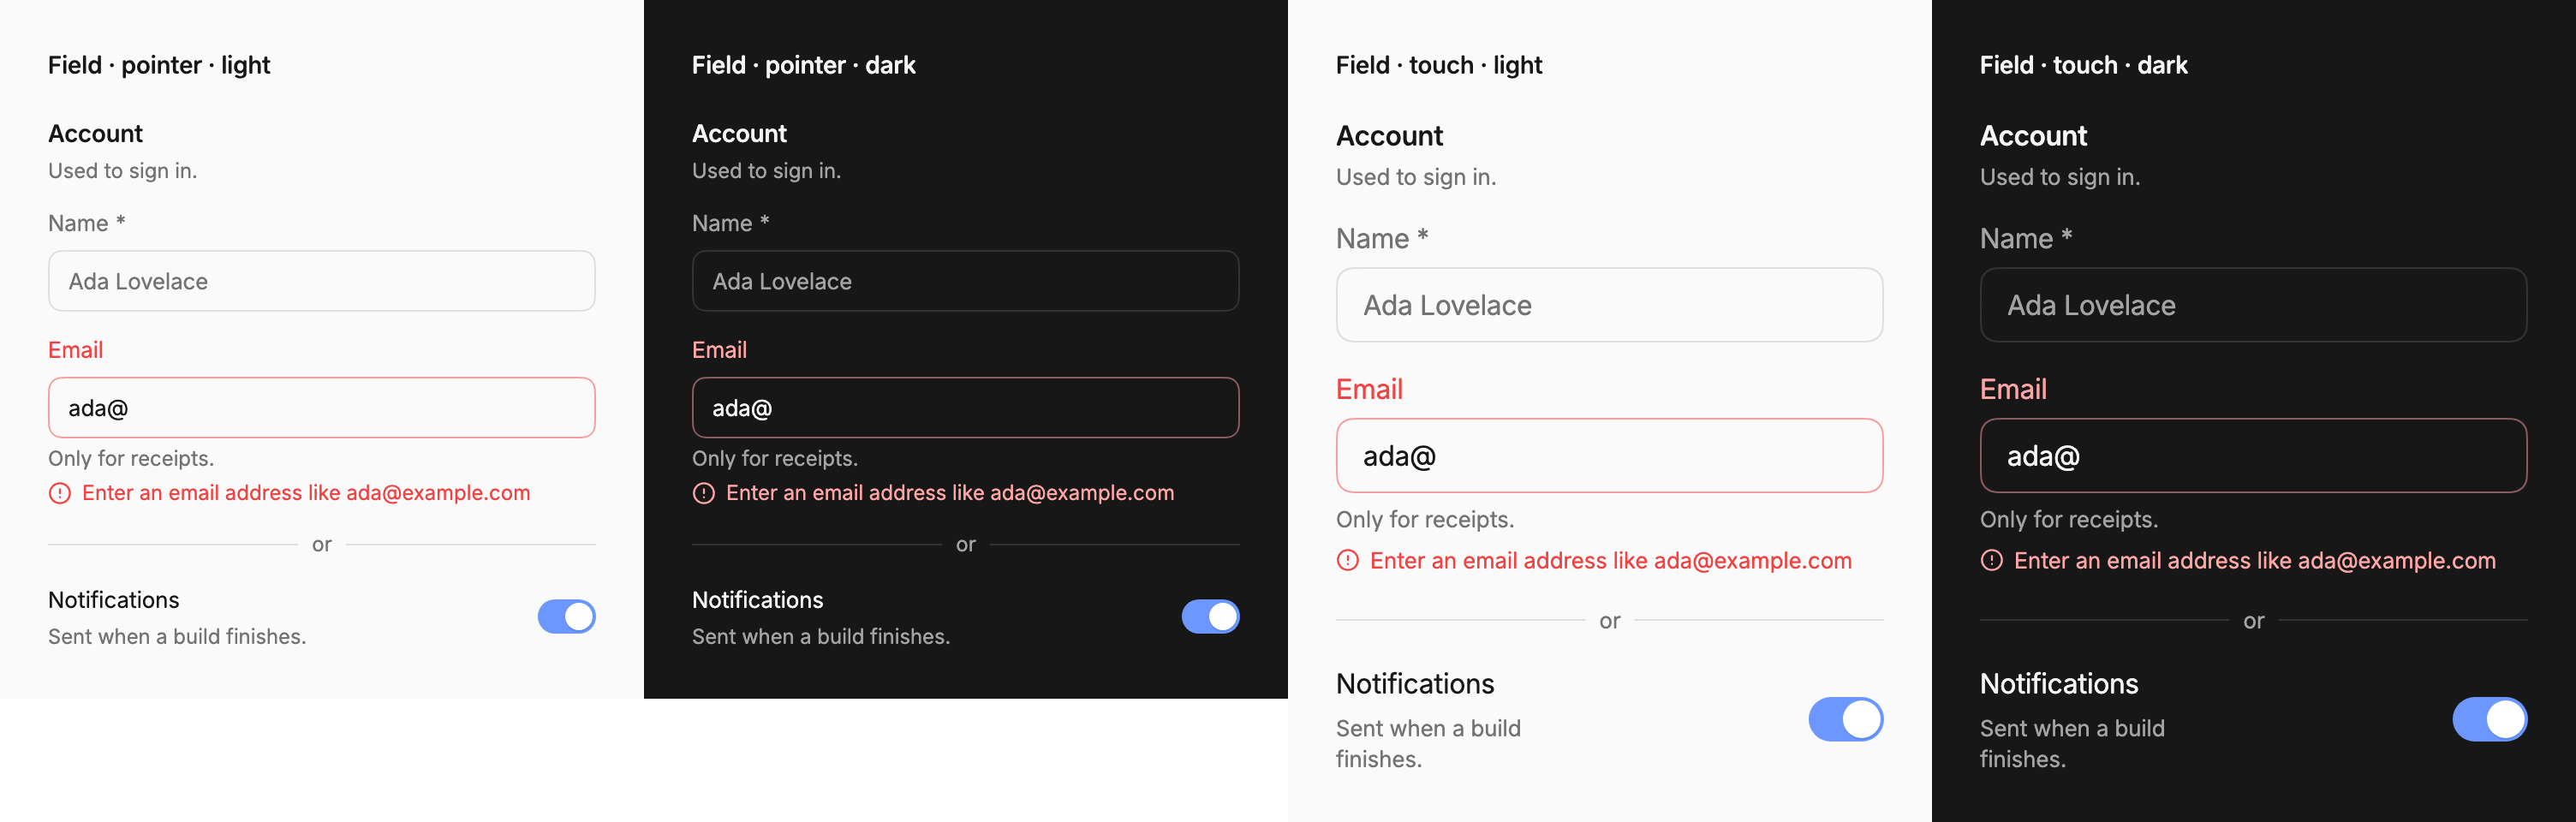 Field · pointer · light
Account
Used to sign in.
Name *
Ada Lovelace
Email
ada@
Only for receipts.
Enter an email address like ada@example.com
or
Notifications
Sent when a build finishes.
Field · pointer · dark
Account
Used to sign in.
Name *
Ada Lovelace
Email
ada@
Only for receipts.
Enter an email address like ada@example.com
or
Notifications
Sent when a build finishes.
Field · touch · light
Account
Used to sign in.
Name *
Ada Lovelace
Email
ada@
Only for receipts.
Enter an email address like ada@example.com
or
Notifications
Sent when a build
finishes.
Field · touch · dark
Account
Used to sign in.
Name *
Ada Lovelace
Email
ada@
Only for receipts.
Enter an email address like ada@example.com
or
Notifications
Sent when a build
finishes.